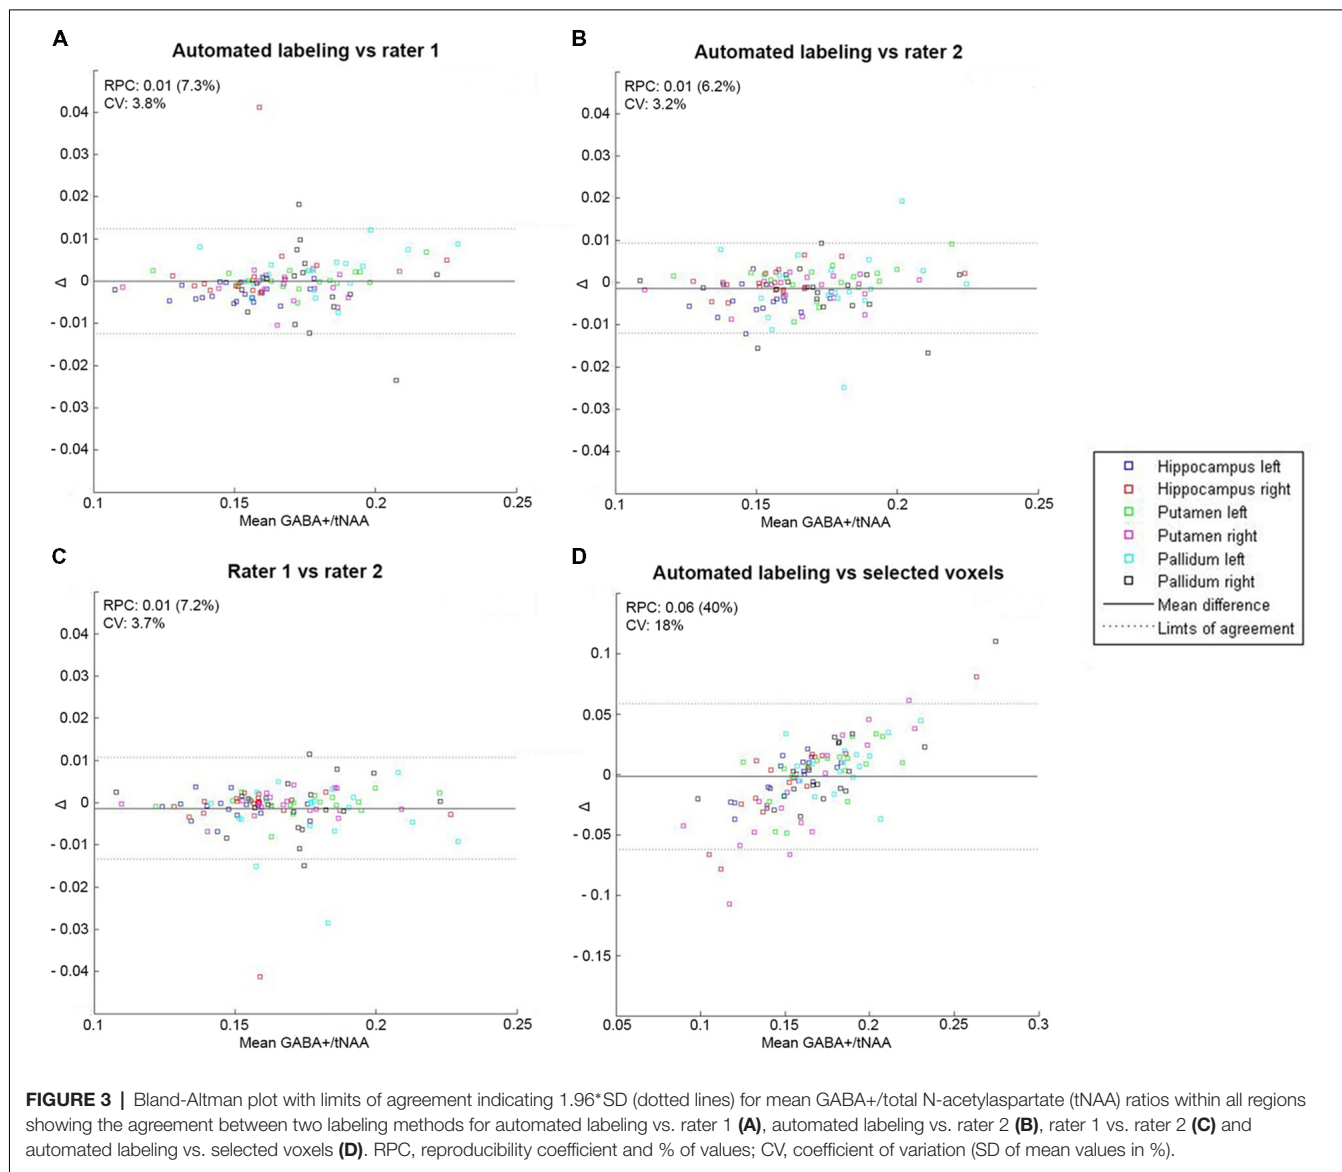 A
Automated labeling vs rater 1
RPC: 0.01 (7.3%)
CV: 3.8%
0.04
0.03
0.02
0.01
0
- 0.01
- 0.02
- 0.03
- 0.04
Δ
0.1 0.15 0.2 0.25
Mean GABA+/tNAA
B
Automated labeling vs rater 2
RPC: 0.01 (6.2%)
CV: 3.2%
0.04
0.03
0.02
0.01
0
- 0.01
- 0.02
- 0.03
- 0.04
Δ
0.1 0.15 0.2 0.25
Mean GABA+/tNAA
C
Rater 1 vs rater 2
RPC: 0.01 (7.2%)
CV: 3.7%
0.04
0.03
0.02
0.01
0
- 0.01
- 0.02
- 0.03
- 0.04
Δ
0.1 0.15 0.2 0.25
Mean GABA+/tNAA
D
Automated labeling vs selected voxels
RPC: 0.06 (40%)
CV: 18%
0.1
0.05
0
- 0.05
- 0.1
- 0.15
Δ
0.05 0.1 0.15 0.2 0.25 0.3
Mean GABA+/tNAA
Hippocampus left
Hippocampus right
Putamen left
Putamen right
Pallidum left
Pallidum right
Mean difference
Limts of agreement
FIGURE 3 | Bland-Altman plot with limits of agreement indicating 1.96*SD (dotted lines) for mean GABA+/total N-acetylaspartate (tNAA) ratios within all regions
showing the agreement between two labeling methods for automated labeling vs. rater 1 (A), automated labeling vs. rater 2 (B), rater 1 vs. rater 2 (C) and
automated labeling vs. selected voxels (D). RPC, reproducibility coefficient and % of values; CV, coefficient of variation (SD of mean values in %).